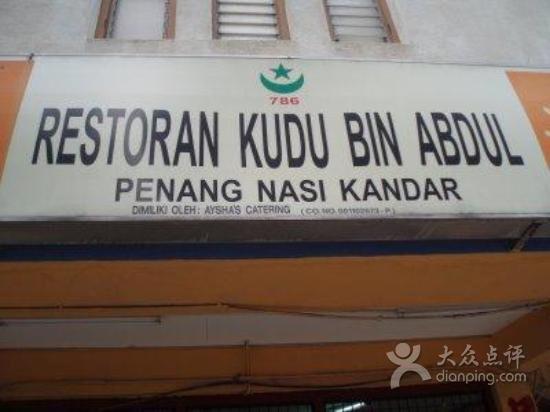 786
RESTORAN KUDU BIN ABDUL
PENANG NASI KANDAR
DIMILIKI OLEH: AYSHA'S CATERING
大众点评
dianping.com